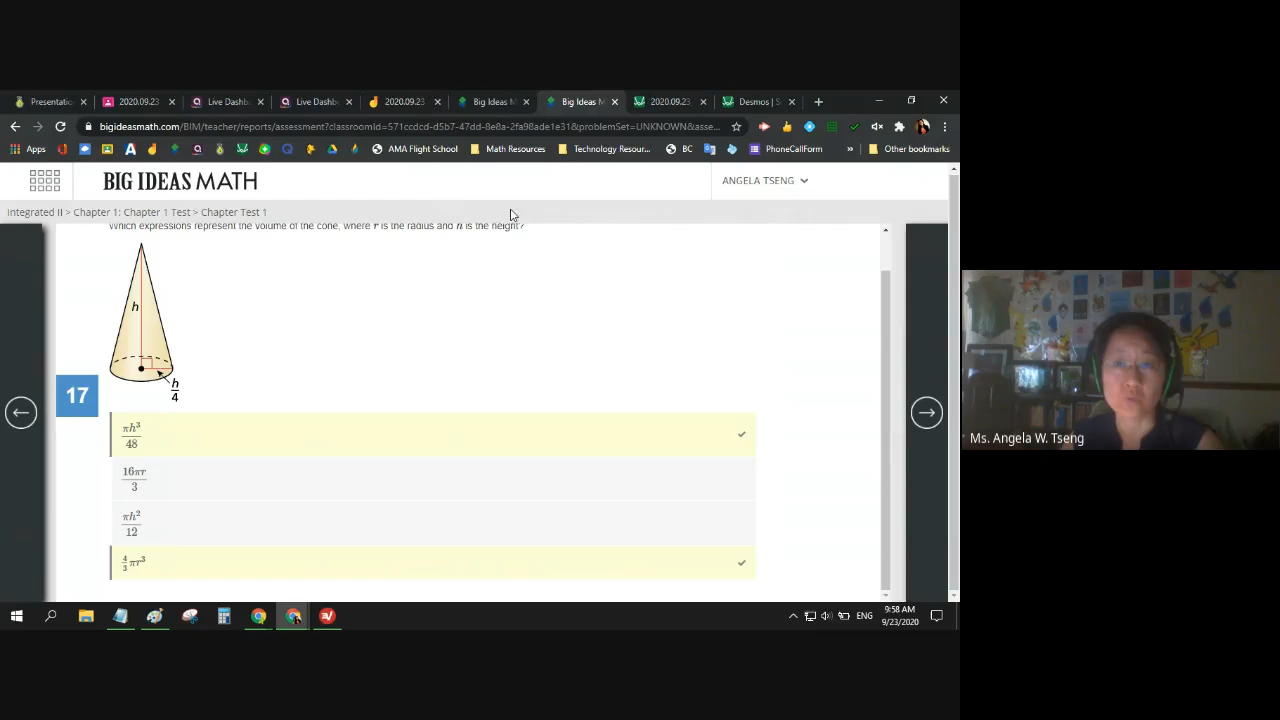 Presentatio
2020.09.23
Live Dashb
Live Dashb
2020.09.23
Big Ideas M
Big Ideas M
2020.09.23
Desmos | S
bigideasmath.com/BIM/teacher/reports/assessment?classroomId=571ccdcd-d5b7-47dd-8e8a-2fa98ade1e31&problemSet=UNKNOWN&asse...
Apps
AMA Flight School
Math Resources
Technology Resour...
BC
PhoneCallForm
»
Other bookmarks
BIG IDEAS MATH
ANGELA TSENG
Integrated II > Chapter 1: Chapter 1 Test > Chapter Test 1
Which expressions represent the volume of the cone, where r is the radius and h is the height?
h
h/4
17
πh³/48
16πr/3
πh²/12
4/3 πr³
Ms. Angela W. Tseng
ENG
9:58 AM
9/23/2020